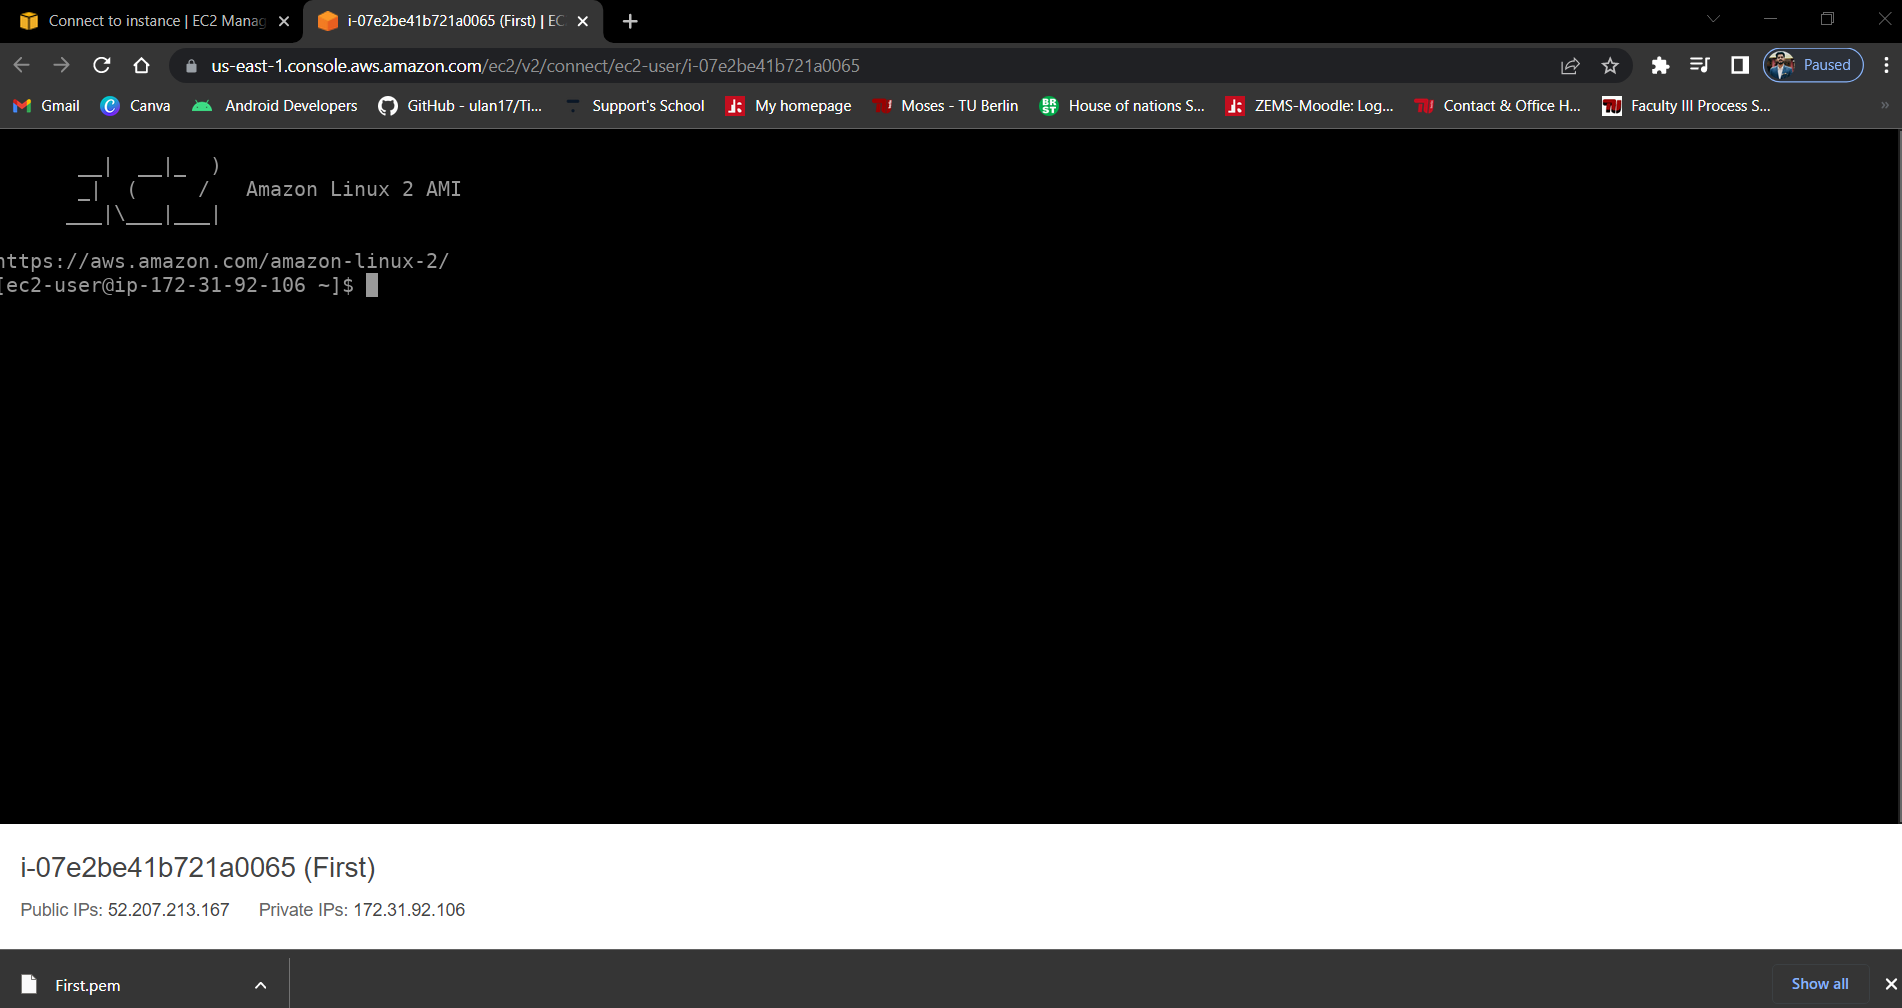 Connect to instance | EC2 Manag
i-07e2be41b721a0065 (First) | EC
us-east-1.console.aws.amazon.com/ec2/v2/connect/ec2-user/i-07e2be41b721a0065
Paused
Gmail
Canva
Android Developers
GitHub - ulan17/Ti...
Support's School
My homepage
Moses - TU Berlin
BR ST
House of nations S...
ZEMS-Moodle: Log...
Contact & Office H...
Faculty III Process S...
__|  __|_  )
_|  (     /   Amazon Linux 2 AMI
___|\___|___|
https://aws.amazon.com/amazon-linux-2/
[ec2-user@ip-172-31-92-106 ~]$
i-07e2be41b721a0065 (First)
Public IPs: 52.207.213.167 Private IPs: 172.31.92.106
First.pem
Show all